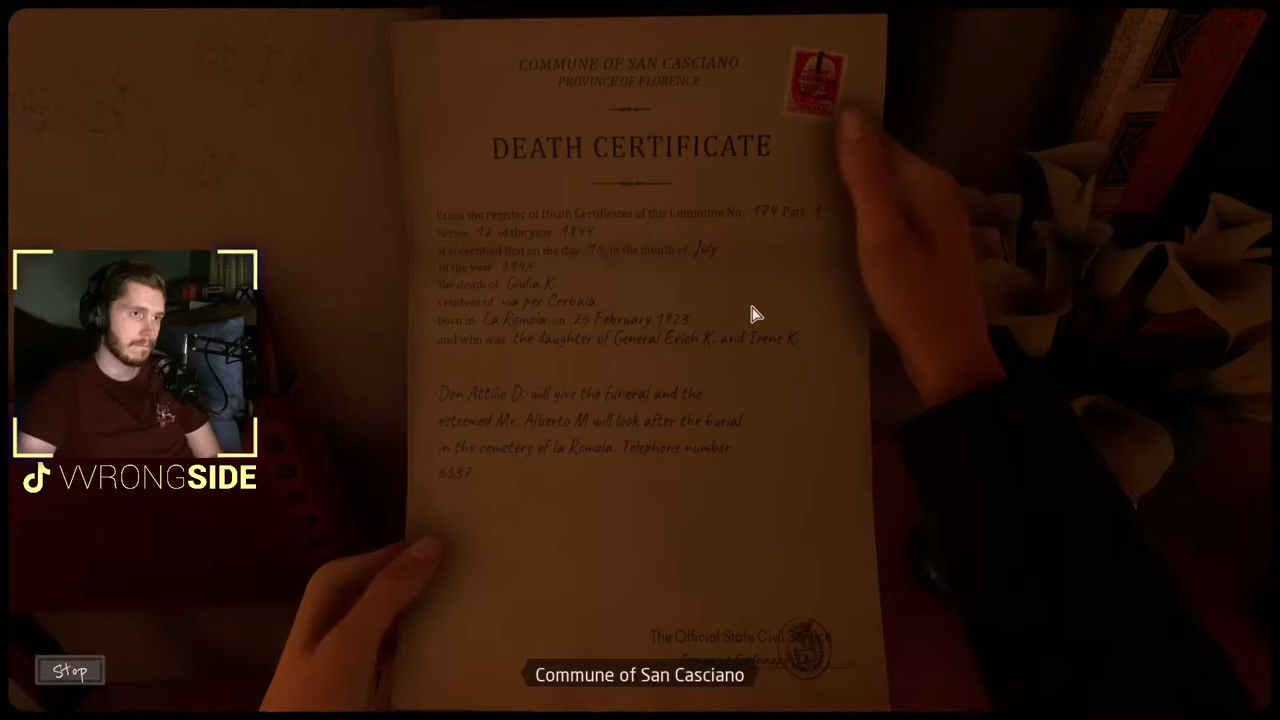 COMMUNE OF SAN CASCIANO
PROVINCE OF FLORENCE
DEATH CERTIFICATE
From the register of Death Certificates of this Commune No. 174 Part 3
Series 12 of the year 1944
it is certified that on the day 16 in the month of July
of the year 1944
the death of Giulia K.
resident of via per Cerbaia
born in La Romola on 26 February 1923
and who was the daughter of General Erich K. and Irene K.
Don Attilio D. will give the funeral and the
esteemed Mr. Alberto M will look after the burial
in the cemetery of la Romola. Telephone number
6537
The Official State Civil Service
Commune of San Casciano
Stop
VVRONGSIDE